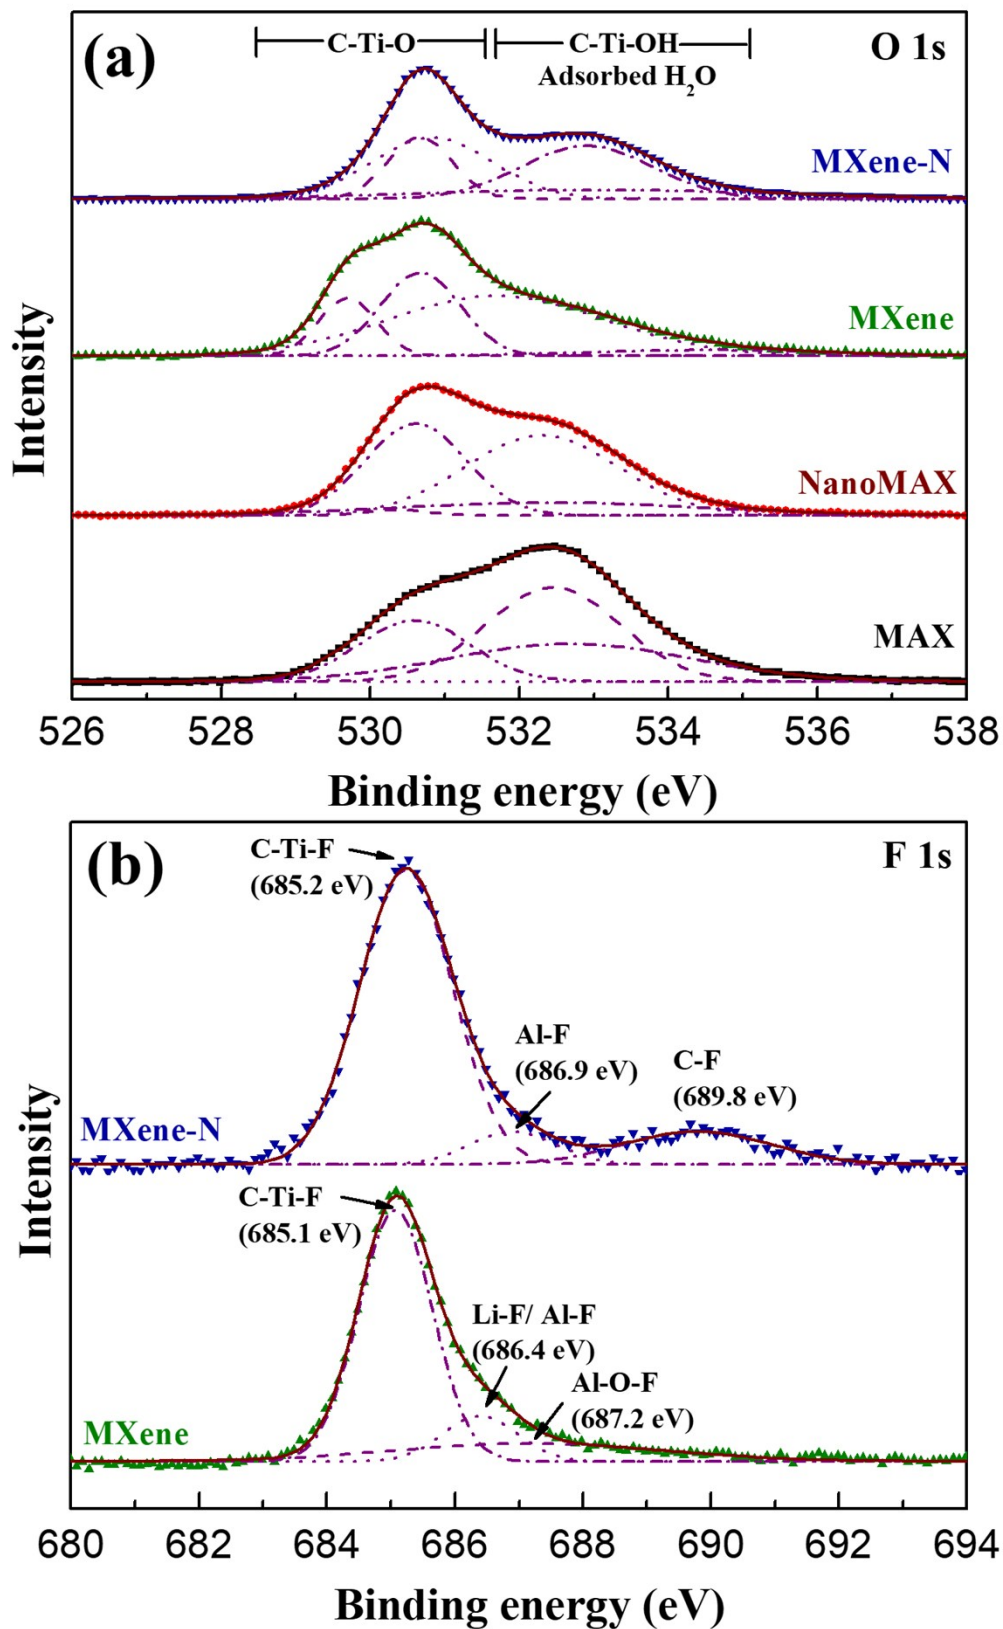 (a)
C-Ti-O
C-Ti-OH
Adsorbed H₂O
O 1s
MXene-N
MXene
NanoMAX
MAX
Intensity
526 528 530 532 534 536 538
Binding energy (eV)
(b)
F 1s
C-Ti-F
(685.2 eV)
Al-F
(686.9 eV)
C-F
(689.8 eV)
MXene-N
C-Ti-F
(685.1 eV)
Li-F/ Al-F
(686.4 eV)
Al-O-F
(687.2 eV)
MXene
Intensity
680 682 684 686 688 690 692 694
Binding energy (eV)